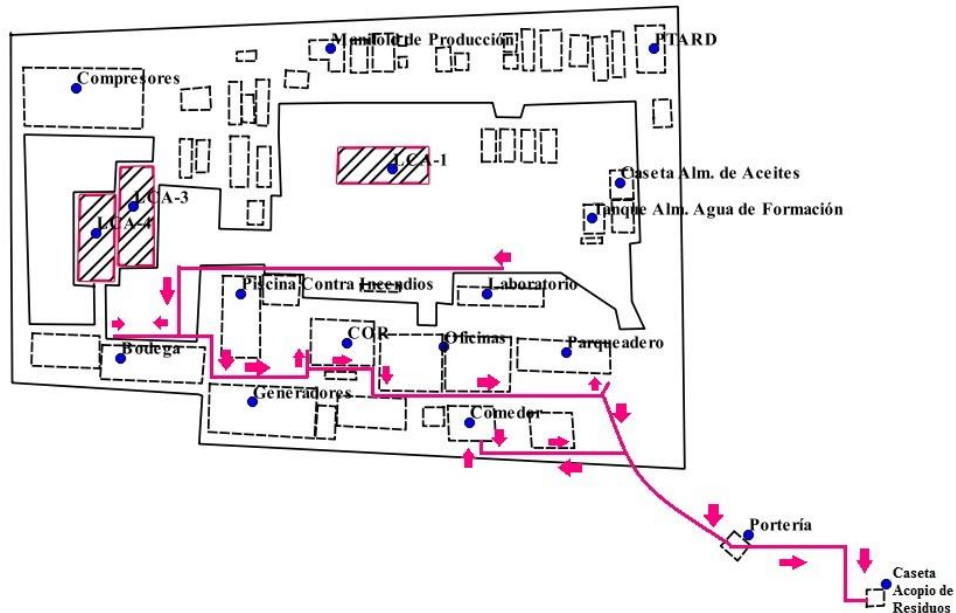 Manifold de Producción
PTARD
Compresores
LCA-1
Caseta Alm. de Aceites
LCA-3
Tanque Alm. Agua de Formación
LCA-4
Piscina Contra Incendios
Laboratorio
COR
Oficinas
Parqueadero
Bodega
Generadores
Comedor
Portería
Caseta
Acopio de
Residuos